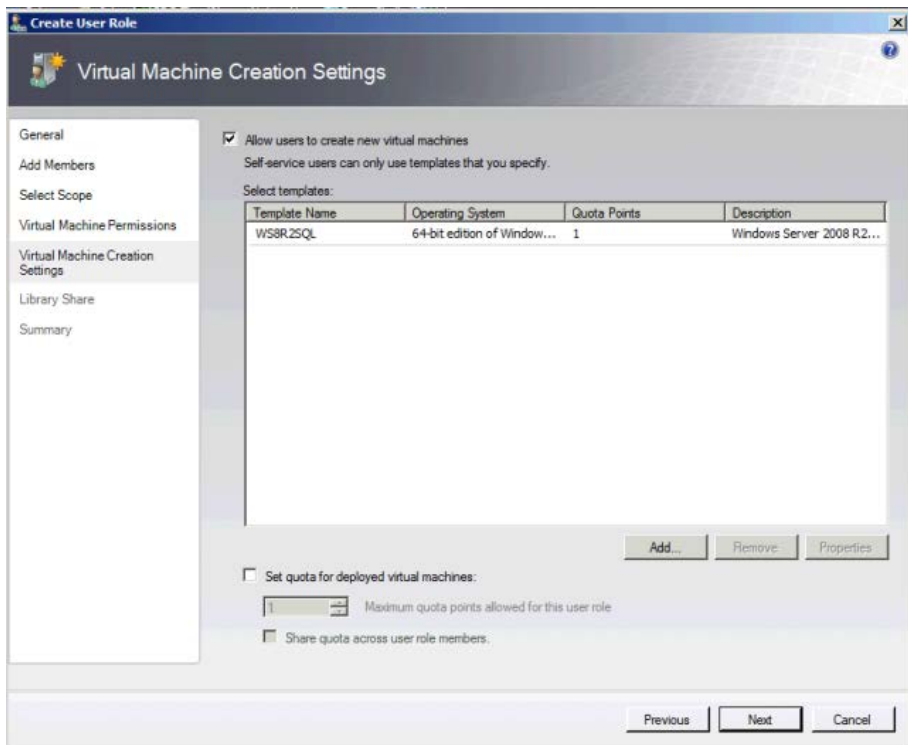 Create User Role
Virtual Machine Creation Settings
General
Add Members
Select Scope
Virtual Machine Permissions
Virtual Machine Creation
Settings
Library Share
Summary
Allow users to create new virtual machines
Self-service users can only use templates that you specify.
Select templates:
Template Name Operating System Quota Points Description
WS8R2SQL 64-bit edition of Window... 1 Windows Server 2008 R2...
Add... Remove Properties
Set quota for deployed virtual machines:
1 Maximum quota points allowed for this user role
Share quota across user role members.
Previous Next Cancel